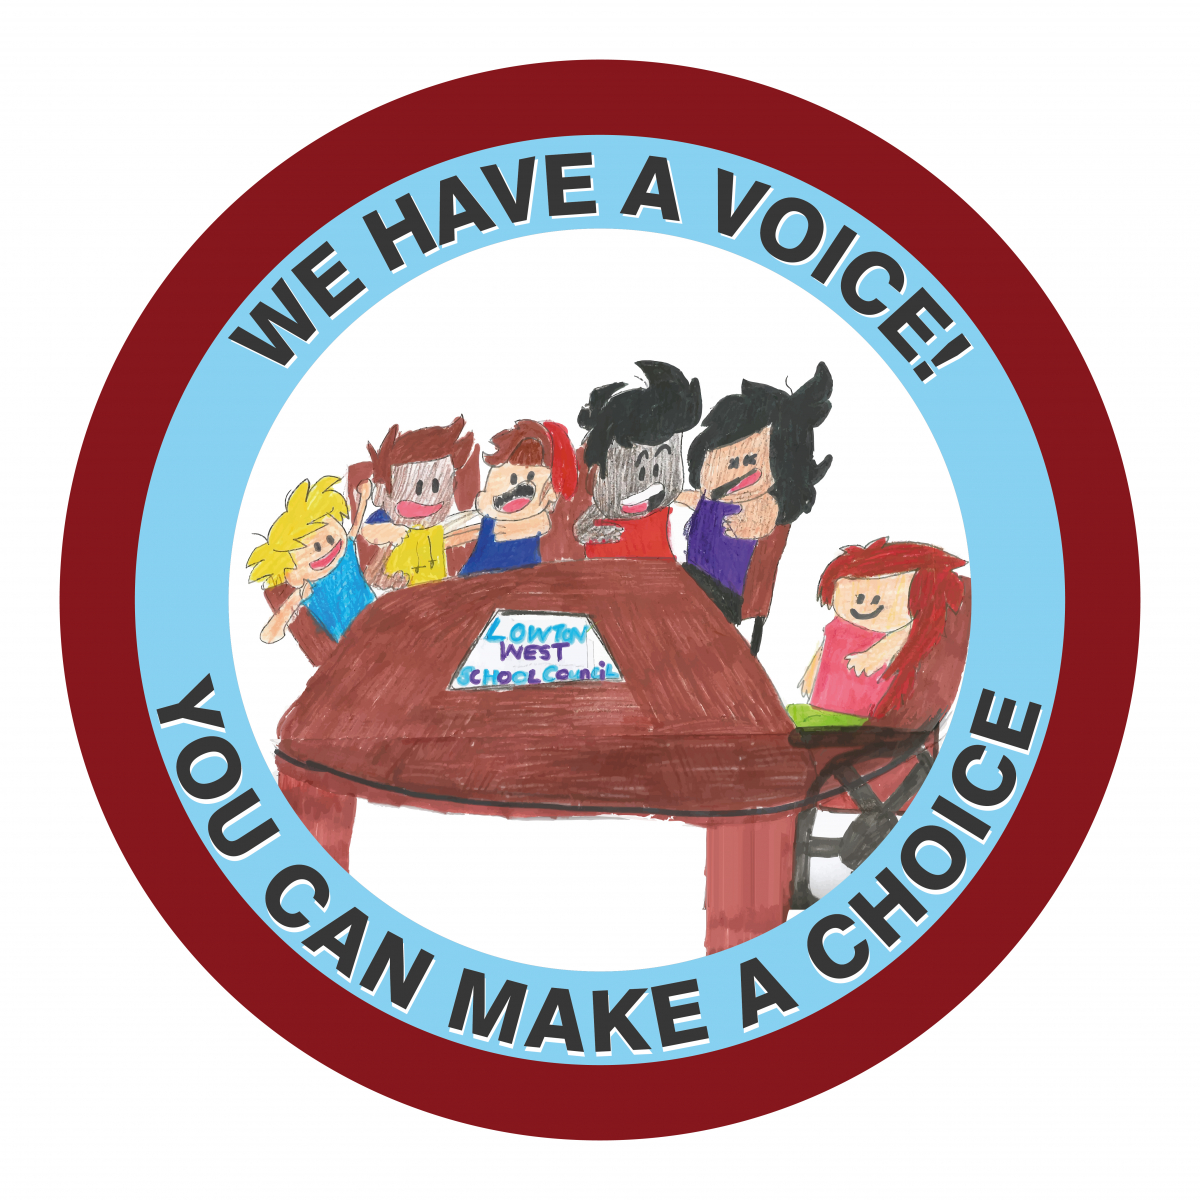 WE HAVE A VOICE!
LOWTON
WEST
SCHOOL COUNCiL
YOU CAN MAKE A CHOICE